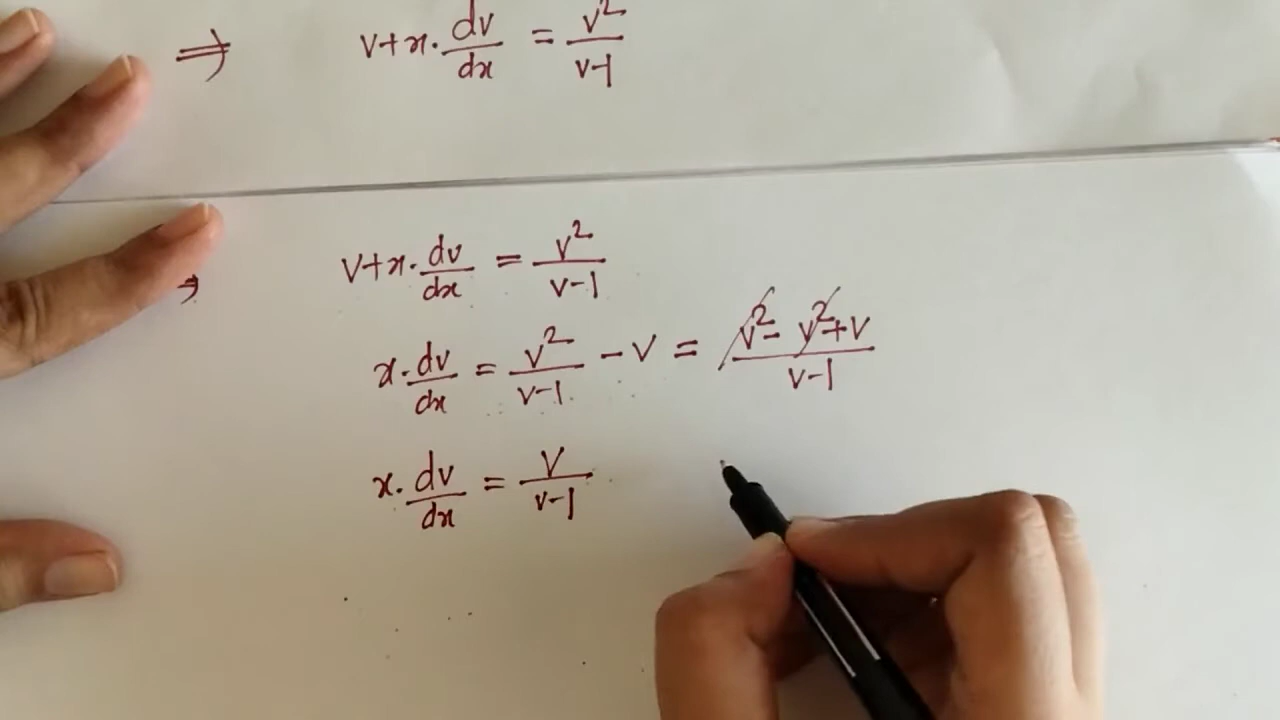 ⇒ v+x·dv/dx = v²/v-1
⇒ v+x·dv/dx = v²/v-1
x·dv/dx = v²/v-1 - v = v²-v²+v/v-1
x·dv/dx = v/v-1